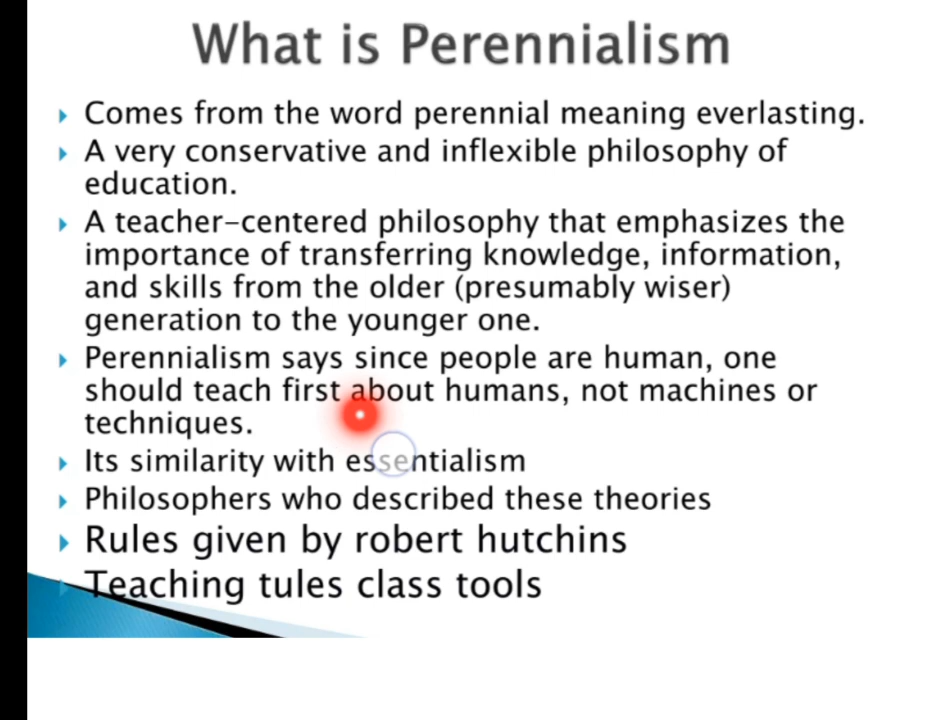 What is Perennialism
Comes from the word perennial meaning everlasting.
A very conservative and inflexible philosophy of
education.
A teacher-centered philosophy that emphasizes the
importance of transferring knowledge, information,
and skills from the older (presumably wiser)
generation to the younger one.
Perennialism says since people are human, one
should teach first about humans, not machines or
techniques.
Its similarity with essentialism
Philosophers who described these theories
Rules given by robert hutchins
Teaching tules class tools